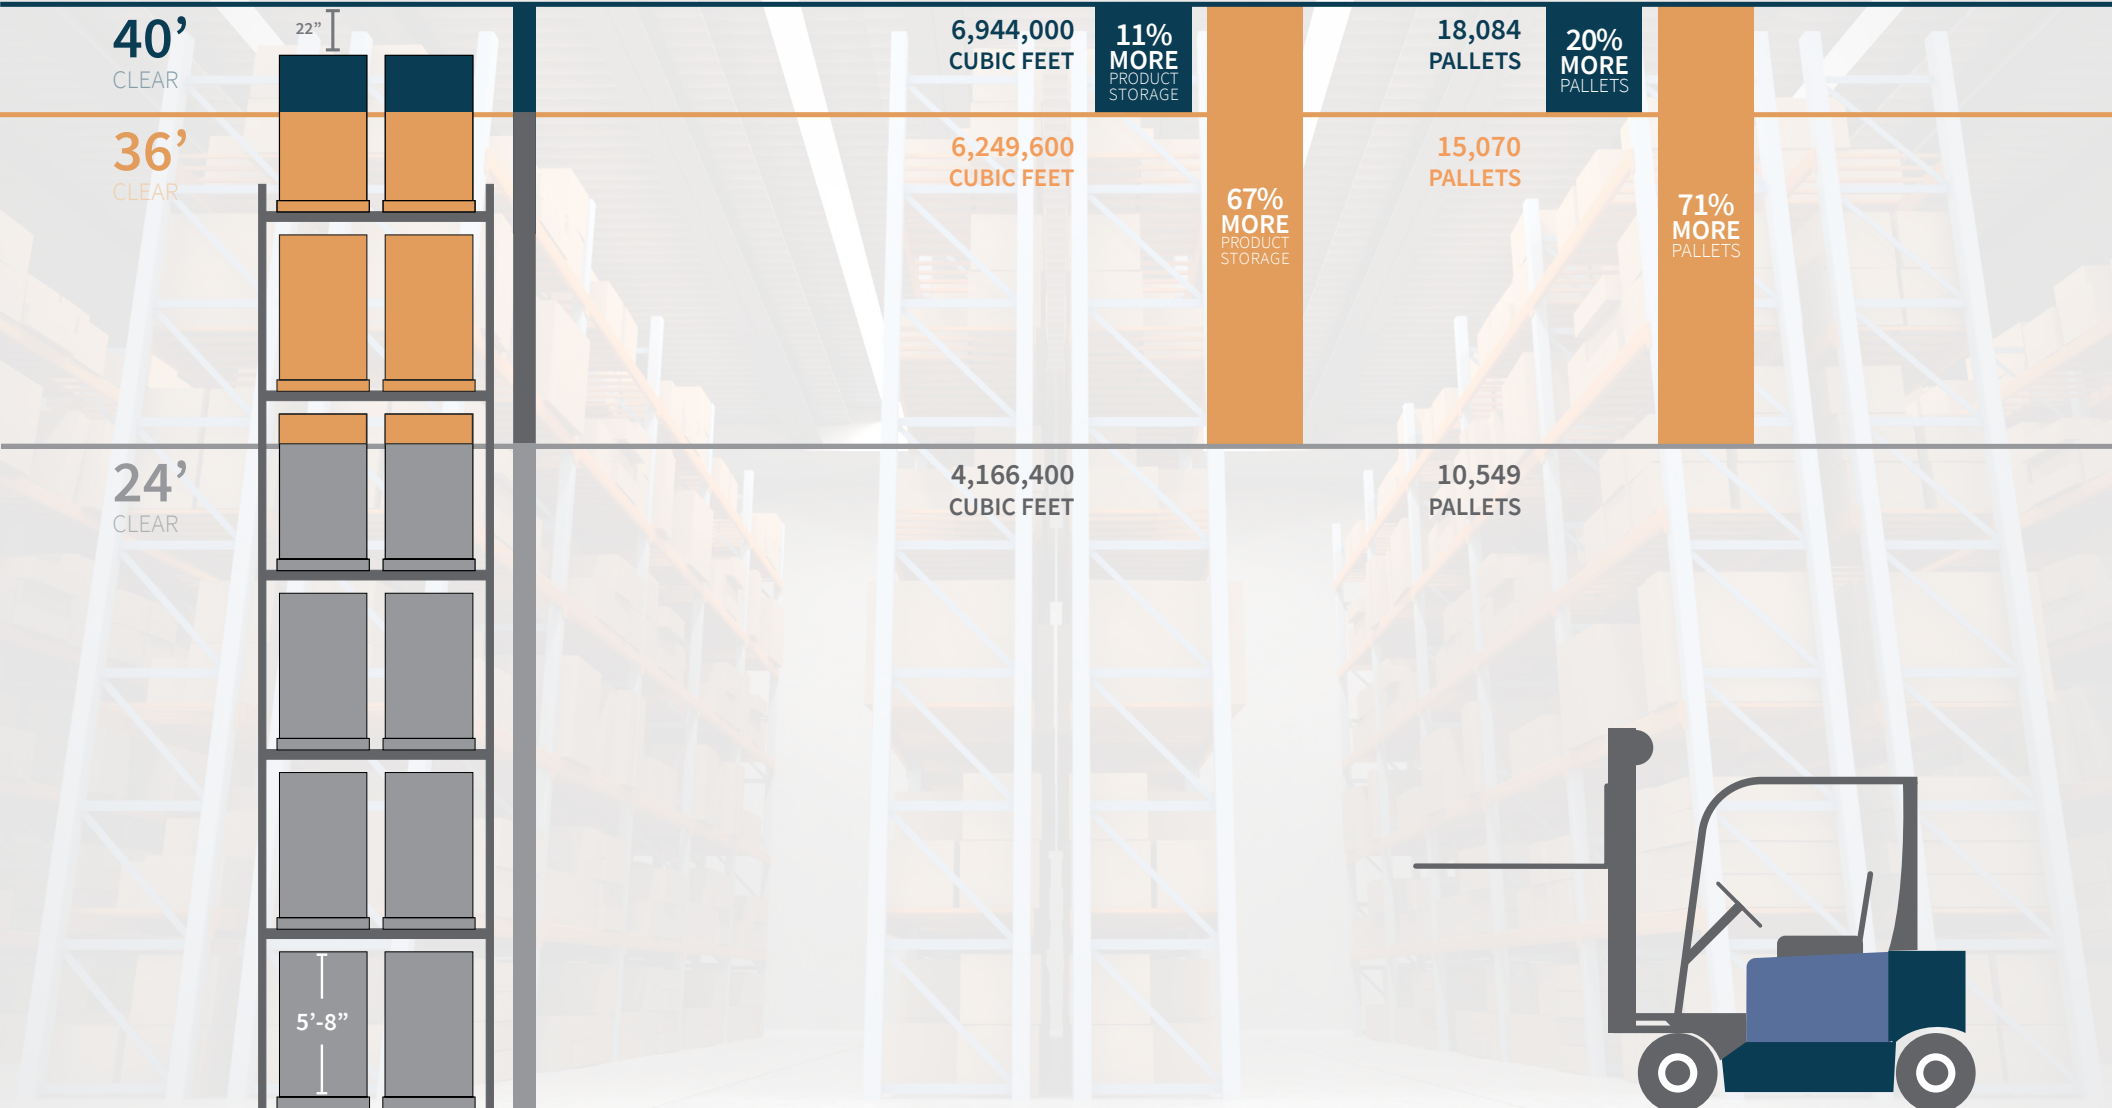 40’
CLEAR
22”
6,944,000
CUBIC FEET
11%
MORE
PRODUCT
STORAGE
18,084
PALLETS
20%
MORE
PALLETS
36’
CLEAR
6,249,600
CUBIC FEET
67%
MORE
PRODUCT
STORAGE
15,070
PALLETS
71%
MORE
PALLETS
24’
CLEAR
4,166,400
CUBIC FEET
10,549
PALLETS
5’-8”